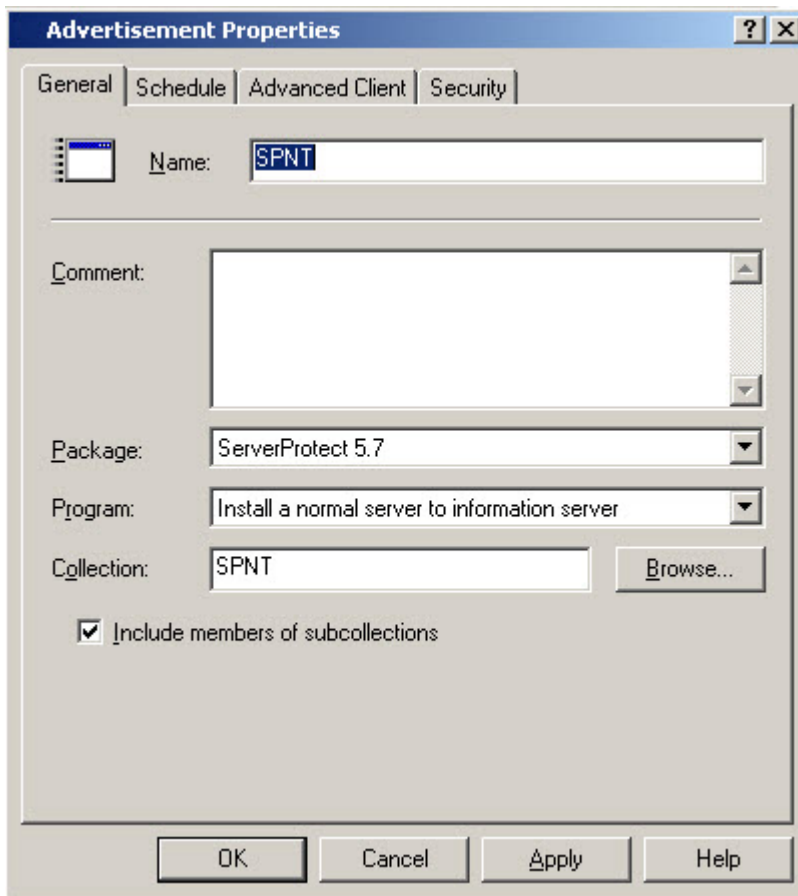 Advertisement Properties
General Schedule Advanced Client Security
Name: SPNT
Comment:
Package: ServerProtect 5.7
Program: Install a normal server to information server
Collection: SPNT Browse...
Include members of subcollections
OK Cancel Apply Help